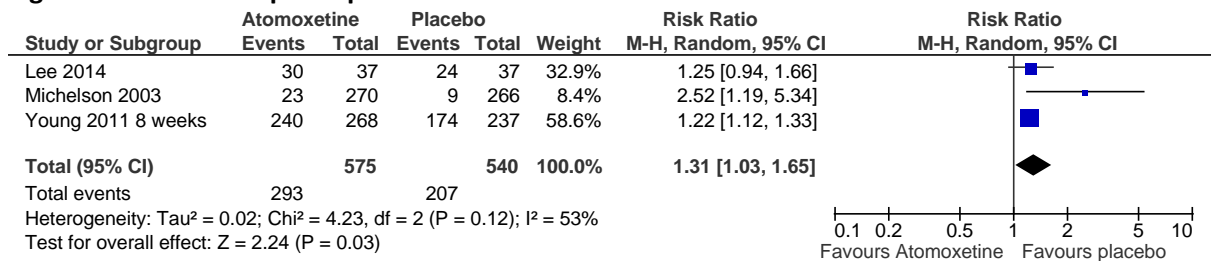 Atomoxetine Placebo Risk Ratio Risk Ratio
Study or Subgroup Events Total Events Total Weight M-H, Random, 95% CI M-H, Random, 95% CI
Lee 2014 30 37 24 37 32.9% 1.25 [0.94, 1.66]
Michelson 2003 23 270 9 266 8.4% 2.52 [1.19, 5.34]
Young 2011 8 weeks 240 268 174 237 58.6% 1.22 [1.12, 1.33]
Total (95% CI) 575 540 100.0% 1.31 [1.03, 1.65]
Total events 293 207
Heterogeneity: Tau² = 0.02; Chi² = 4.23, df = 2 (P = 0.12); I² = 53%
Test for overall effect: Z = 2.24 (P = 0.03)
0.1 0.2 0.5 1 2 5 10
Favours Atomoxetine Favours placebo